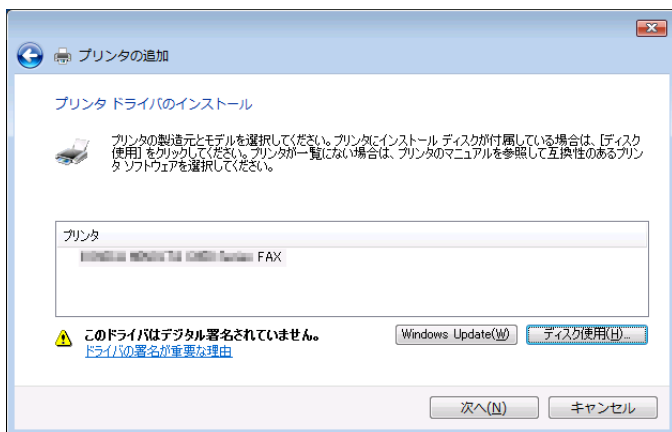 プリンタの追加
プリンタ ドライバのインストール
プリンタの製造元とモデルを選択してください。プリンタにインストール ディスクが付属している場合は、[ディスク
使用] をクリックしてください。プリンタが一覧にない場合は、プリンタのマニュアルを参照して互換性のあるプリン
タ ソフトウェアを選択してください。
プリンタ
FAX
このドライバはデジタル署名されていません。
ドライバの署名が重要な理由
Windows Update(W)
ディスク使用(H)...
次へ(N)
キャンセル